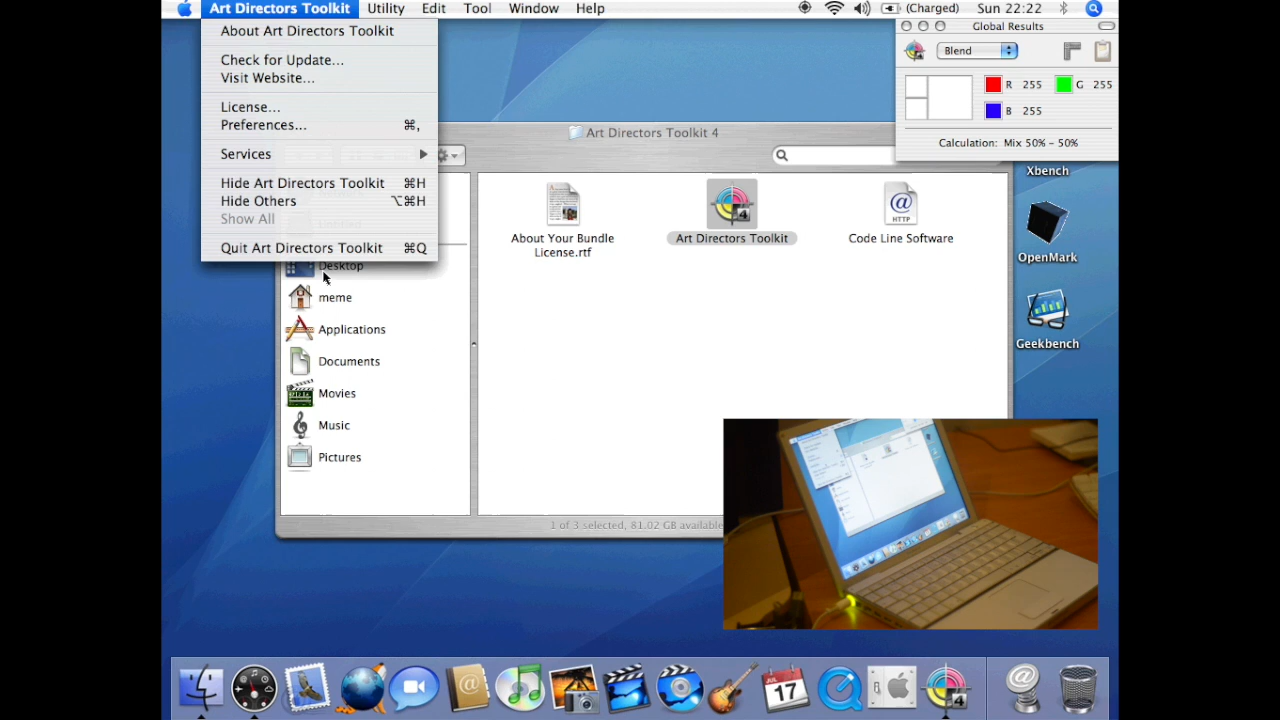 Art Directors Toolkit Utility Edit Tool Window Help (Charged) Sun 22:22
About Art Directors Toolkit
Check for Update...
Visit Website...
License...
Preferences... ⌘,
Services
Hide Art Directors Toolkit ⌘H
Hide Others ⌥⌘H
Show All
Quit Art Directors Toolkit ⌘Q
Global Results
Blend
R 255 G 255
B 255
Calculation: Mix 50% – 50%
Art Directors Toolkit 4
Desktop
meme
Applications
Documents
Movies
Music
Pictures
About Your Bundle
License.rtf
Art Directors Toolkit
4
Code Line Software
HTTP
1 of 3 selected, 81.02 GB available
Xbench
OpenMark
Geekbench
JUL
17
4